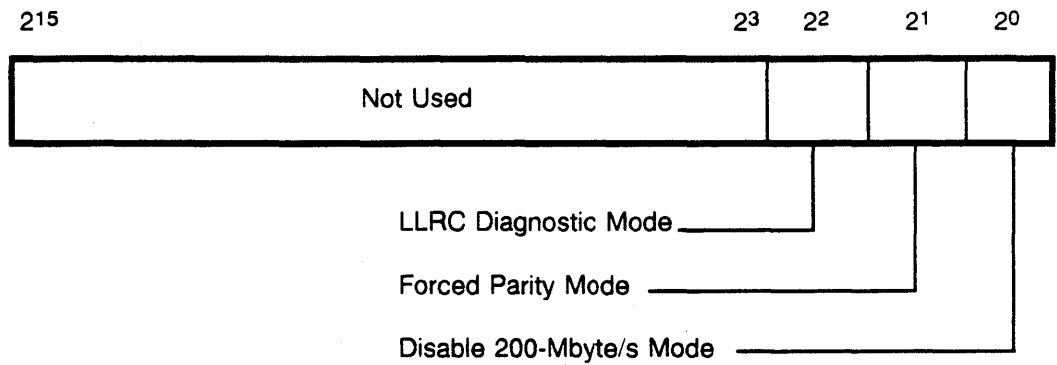 2¹⁵ 2³ 2² 2¹ 2⁰
Not Used
LLRC Diagnostic Mode
Forced Parity Mode
Disable 200-Mbyte/s Mode